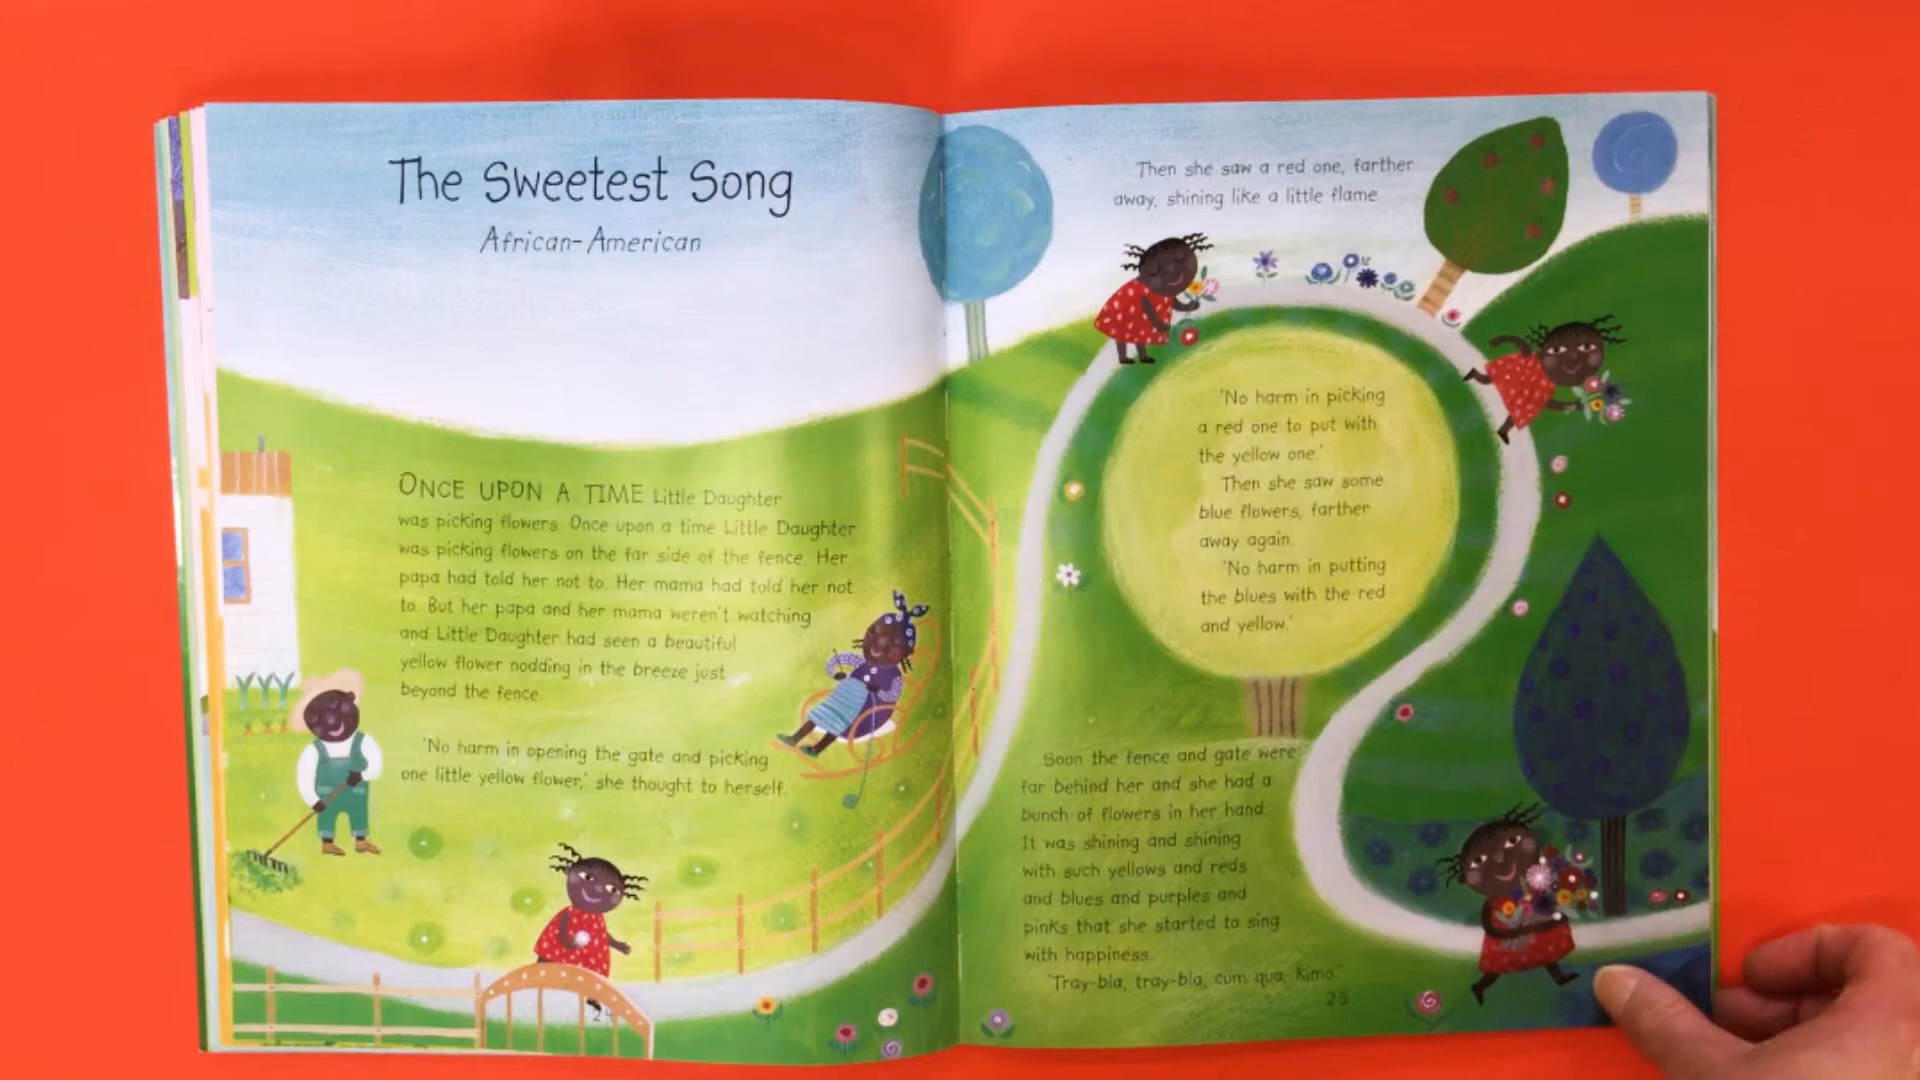 The Sweetest Song
African-American
ONCE UPON A TIME Little Daughter
was picking flowers. Once upon a time Little Daughter
was picking flowers on the far side of the fence. Her
papa had told her not to. Her mama had told her not
to. But her papa and her mama weren't watching
and Little Daughter had seen a beautiful
yellow flower nodding in the breeze just
beyond the fence.
'No harm in opening the gate and picking
one little yellow flower,' she thought to herself.
24
Then she saw a red one, farther
away, shining like a little flame.
'No harm in picking
a red one to put with
the yellow one.'
Then she saw some
blue flowers, farther
away again.
'No harm in putting
the blues with the red
and yellow.'
Soon the fence and gate were
far behind her and she had a
bunch of flowers in her hand.
It was shining and shining
with such yellows and reds
and blues and purples and
pinks that she started to sing
with happiness.
'Tray-bla, tray-bla, cum qua, kimo.'
25